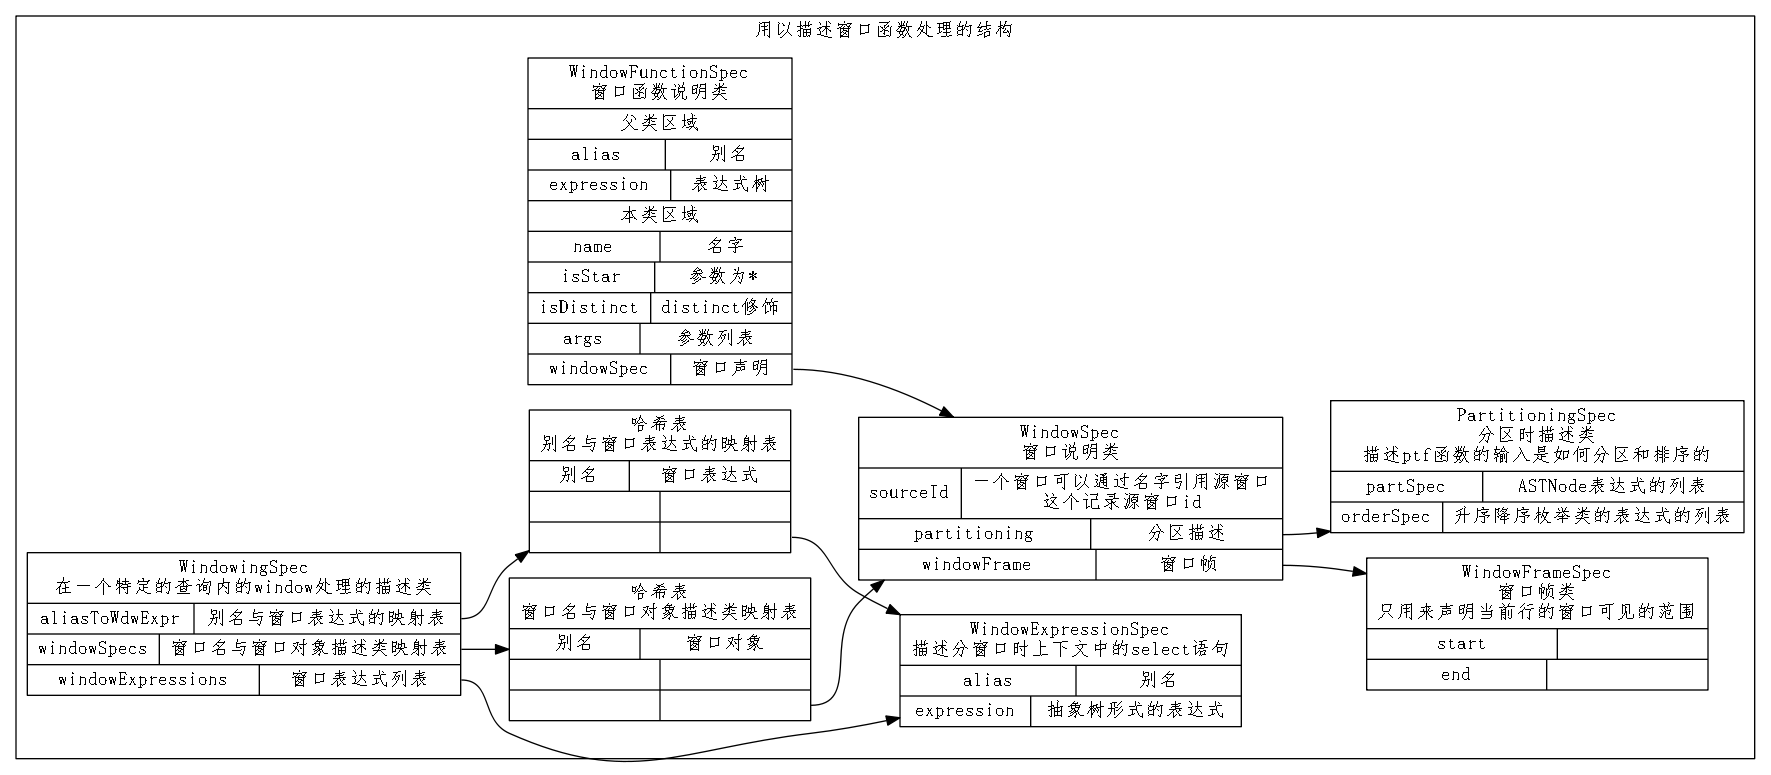 用以描述窗口函数处理的结构
WindowFunctionSpec
窗口函数说明类
父类区域
alias 别名
expression 表达式树
本类区域
name 名字
isStar 参数为*
isDistinct distinct修饰
args 参数列表
windowSpec 窗口声明
哈希表
别名与窗口表达式的映射表
别名 窗口表达式
WindowingSpec
在一个特定的查询内的window处理的描述类
aliasToWdwExpr 别名与窗口表达式的映射表
windowSpecs 窗口名与窗口对象描述类映射表
windowExpressions 窗口表达式列表
哈希表
窗口名与窗口对象描述类映射表
别名 窗口对象
WindowSpec
窗口说明类
sourceId 一个窗口可以通过名字引用源窗口
这个记录源窗口id
partitioning 分区描述
windowFrame 窗口帧
WindowExpressionSpec
描述分窗口时上下文中的select语句
alias 别名
expression 抽象树形式的表达式
PartitioningSpec
分区时描述类
描述ptf函数的输入是如何分区和排序的
partSpec ASTNode表达式的列表
orderSpec 升序降序枚举类的表达式的列表
WindowFrameSpec
窗口帧类
只用来声明当前行的窗口可见的范围
start
end